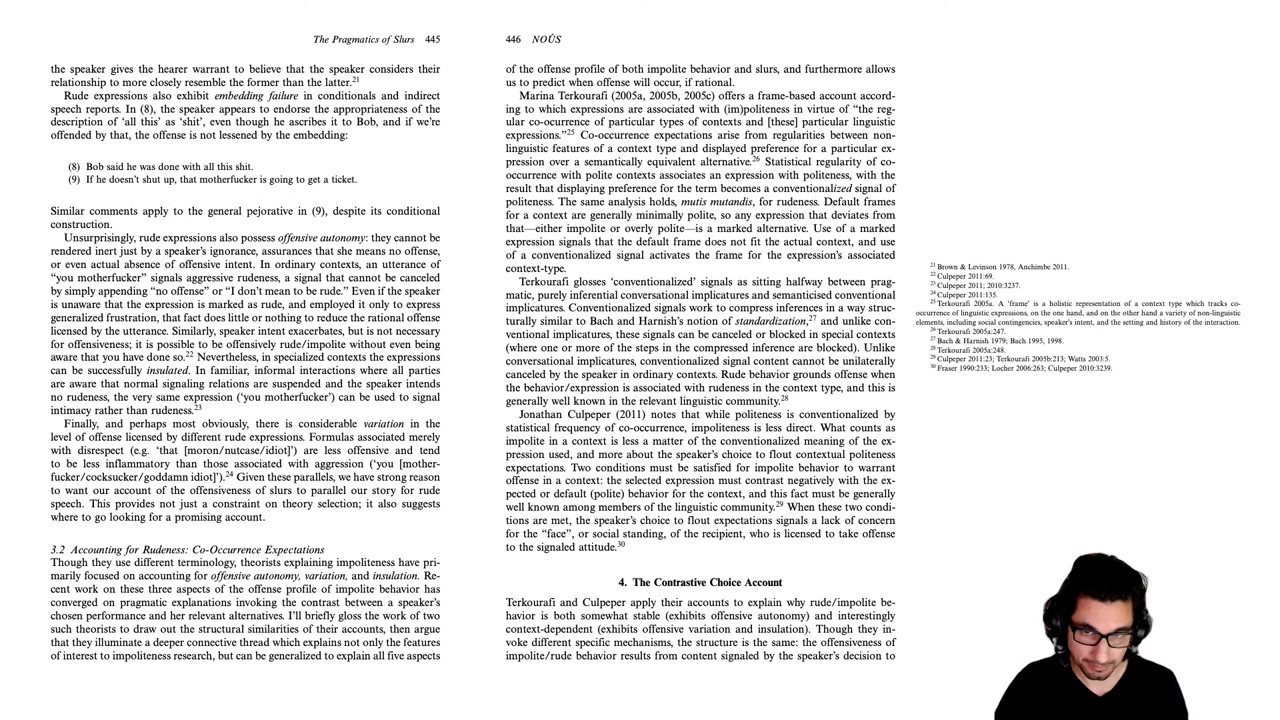 The Pragmatics of Slurs 445
the speaker gives the hearer warrant to believe that the speaker considers their
relationship to more closely resemble the former than the latter.21
Rude expressions also exhibit embedding failure in conditionals and indirect
speech reports. In (8), the speaker appears to endorse the appropriateness of the
description of ‘all this’ as ‘shit’, even though he ascribes it to Bob, and if we’re
offended by that, the offense is not lessened by the embedding:
(8) Bob said he was done with all this shit.
(9) If he doesn’t shut up, that motherfucker is going to get a ticket.
Similar comments apply to the general pejorative in (9), despite its conditional
construction.
Unsurprisingly, rude expressions also possess offensive autonomy: they cannot be
rendered inert just by a speaker’s ignorance, assurances that she means no offense,
or even actual absence of offensive intent. In ordinary contexts, an utterance of
“you motherfucker” signals aggressive rudeness, a signal that cannot be canceled
by simply appending “no offense” or “I don’t mean to be rude.” Even if the speaker
is unaware that the expression is marked as rude, and employed it only to express
generalized frustration, that fact does little or nothing to reduce the rational offense
licensed by the utterance. Similarly, speaker intent exacerbates, but is not necessary
for offensiveness; it is possible to be offensively rude/impolite without even being
aware that you have done so.22 Nevertheless, in specialized contexts the expressions
can be successfully insulated. In familiar, informal interactions where all parties
are aware that normal signaling relations are suspended and the speaker intends
no rudeness, the very same expression (‘you motherfucker’) can be used to signal
intimacy rather than rudeness.23
Finally, and perhaps most obviously, there is considerable variation in the
level of offense licensed by different rude expressions. Formulas associated merely
with disrespect (e.g. ‘that [moron/nutcase/idiot]’) are less offensive and tend
to be less inflammatory than those associated with aggression (‘you [mother-
fucker/cocksucker/goddamn idiot]’).24 Given these parallels, we have strong reason
to want our account of the offensiveness of slurs to parallel our story for rude
speech. This provides not just a constraint on theory selection; it also suggests
where to go looking for a promising account.
3.2 Accounting for Rudeness: Co-Occurrence Expectations
Though they use different terminology, theorists explaining impoliteness have pri-
marily focused on accounting for offensive autonomy, variation, and insulation. Re-
cent work on these three aspects of the offense profile of impolite behavior has
converged on pragmatic explanations invoking the contrast between a speaker’s
chosen performance and her relevant alternatives. I’ll briefly gloss the work of two
such theorists to draw out the structural similarities of their accounts, then argue
that they illuminate a deeper connective thread which explains not only the features
of interest to impoliteness research, but can be generalized to explain all five aspects
446 NOÛS
of the offense profile of both impolite behavior and slurs, and furthermore allows
us to predict when offense will occur, if rational.
Marina Terkourafi (2005a, 2005b, 2005c) offers a frame-based account accord-
ing to which expressions are associated with (im)politeness in virtue of “the reg-
ular co-ocurrence of particular types of contexts and [these] particular linguistic
expressions.”25 Co-occurrence expectations arise from regularities between non-
linguistic features of a context type and displayed preference for a particular ex-
pression over a semantically equivalent alternative.26 Statistical regularity of co-
occurrence with polite contexts associates an expression with politeness, with the
result that displaying preference for the term becomes a conventionalized signal of
politeness. The same analysis holds, mutis mutandis, for rudeness. Default frames
for a context are generally minimally polite, so any expression that deviates from
that—either impolite or overly polite—is a marked alternative. Use of a marked
expression signals that the default frame does not fit the actual context, and use
of a conventionalized signal activates the frame for the expression’s associated
context-type.
Terkourafi glosses ‘conventionalized’ signals as sitting halfway between prag-
matic, purely inferential conversational implicatures and semanticised conventional
implicatures. Conventionalized signals work to compress inferences in a way struc-
turally similar to Bach and Harnish’s notion of standardization,27 and unlike con-
ventional implicatures, these signals can be canceled or blocked in special contexts
(where one or more of the steps in the compressed inference are blocked). Unlike
conversational implicatures, conventionalized signal content cannot be unilaterally
canceled by the speaker in ordinary contexts. Rude behavior grounds offense when
the behavior/expression is associated with rudeness in the context type, and this is
generally well known in the relevant linguistic community.28
Jonathan Culpeper (2011) notes that while politeness is conventionalized by
statistical frequency of co-occurrence, impoliteness is less direct. What counts as
impolite in a context is less a matter of the conventionalized meaning of the ex-
pression used, and more about the speaker’s choice to flout contextual politeness
expectations. Two conditions must be satisfied for impolite behavior to warrant
offense in a context: the selected expression must contrast negatively with the ex-
pected or default (polite) behavior for the context, and this fact must be generally
well known among members of the linguistic community.29 When these two condi-
tions are met, the speaker’s choice to flout expectations signals a lack of concern
for the “face”, or social standing, of the recipient, who is licensed to take offense
to the signaled attitude.30
4. The Contrastive Choice Account
Terkourafi and Culpeper apply their accounts to explain why rude/impolite be-
havior is both somewhat stable (exhibits offensive autonomy) and interestingly
context-dependent (exhibits offensive variation and insulation). Though they in-
voke different specific mechanisms, the structure is the same: the offensiveness of
impolite/rude behavior results from content signaled by the speaker’s decision to
21 Brown & Levinson 1978, Anchimbe 2011.
22 Culpeper 2011:69.
23 Culpeper 2011; 2010:3237.
24 Culpeper 2011:135.
25 Terkourafi 2005a. A ‘frame’ is a holistic representation of a context type which tracks co-
occurrence of linguistic expressions, on the one hand, and on the other hand a variety of non-linguistic
elements, including social contingencies, speaker’s intent, and the setting and history of the interaction.
26 Terkourafi 2005a:247.
27 Bach & Harnish 1979; Bach 1995, 1998.
28 Terkourafi 2005a:248.
29 Culpeper 2011:23; Terkourafi 2005b:213; Watts 2003:5.
30 Fraser 1990:233; Locher 2006:263; Culpeper 2010:3239.